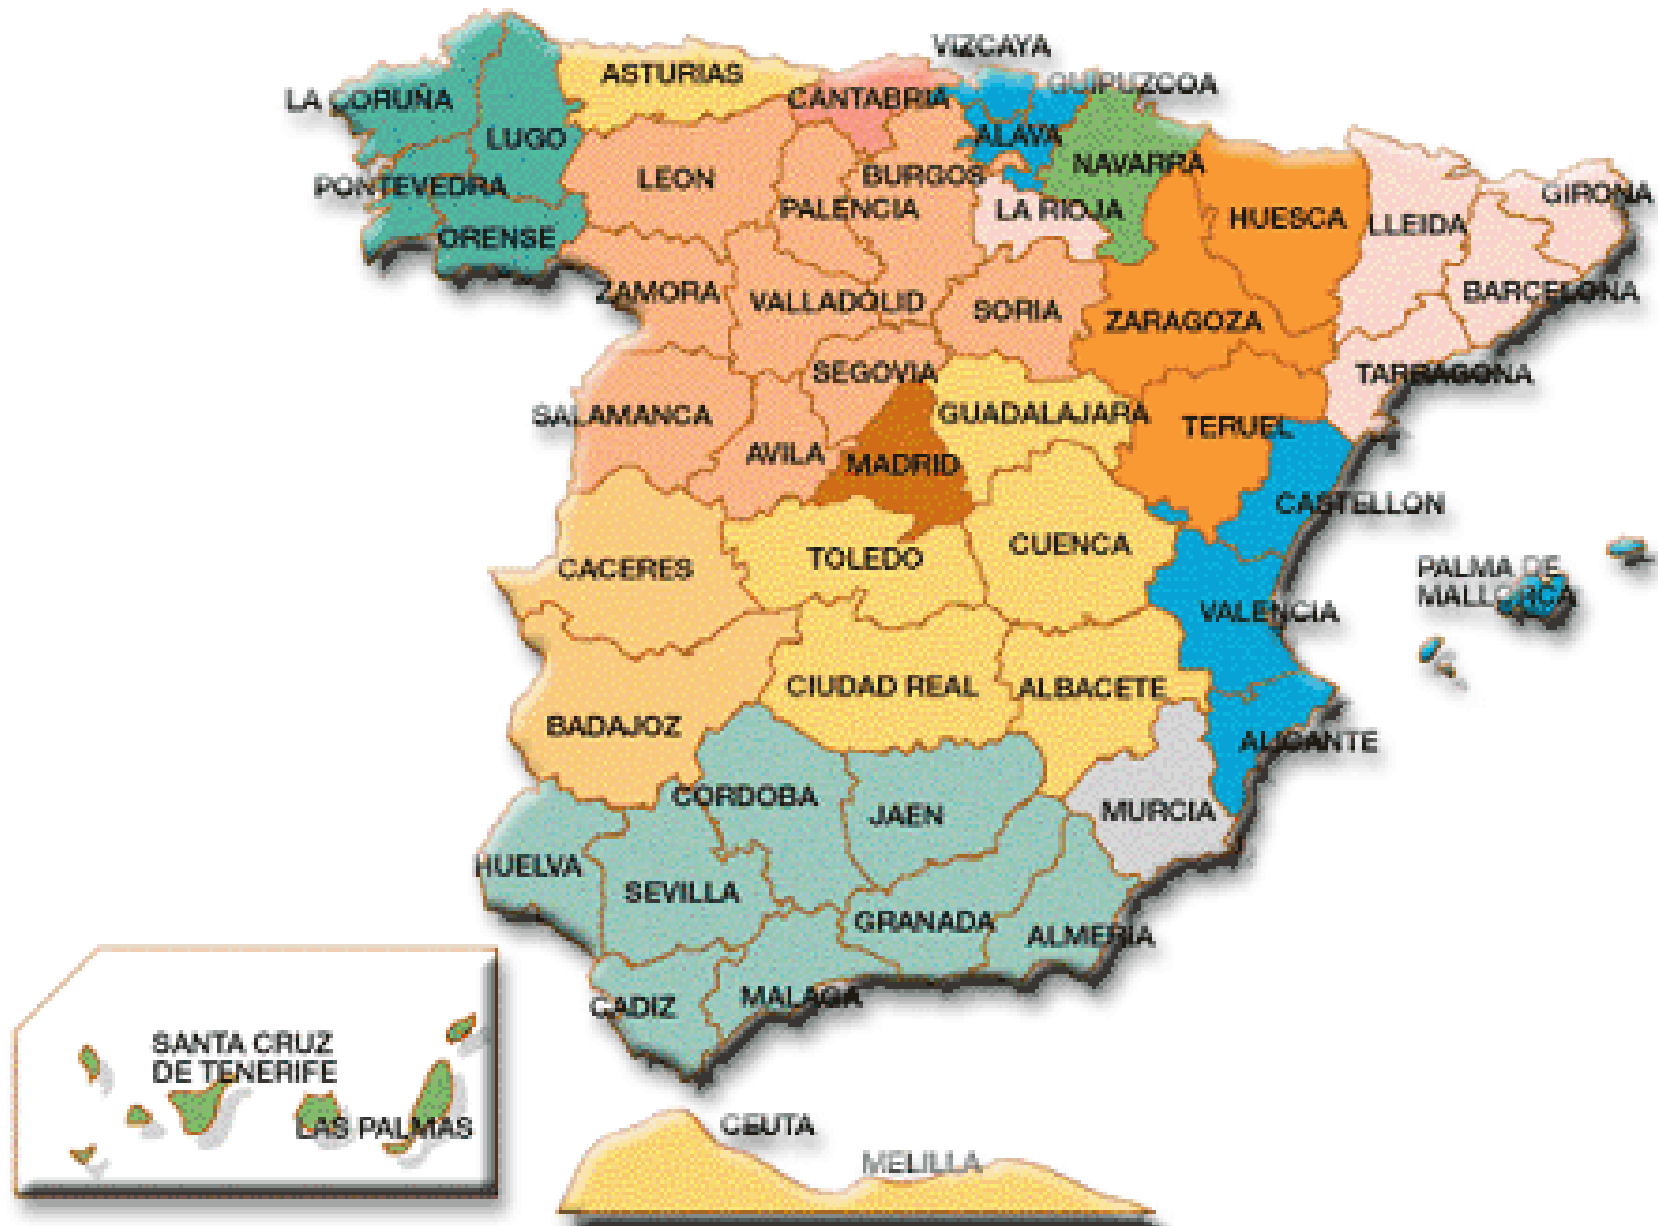 VIZCAYA
ASTURIAS
GUIPUZCOA
LA CORUÑA
CANTABRIA
LUGO
ALAVA
NAVARRA
LEON
BURGOS
PONTEVEDRA
GIRONA
PALENCIA
LA RIOJA
HUESCA
LLEIDA
ORENSE
ZAMORA
VALLADOLID
SORIA
BARCELONA
ZARAGOZA
SEGOVIA
TARRAGONA
SALAMANCA
GUADALAJARA
TERUEL
AVILA
MADRID
CASTELLON
CUENCA
CACERES
TOLEDO
PALMA DE
MALLORCA
VALENCIA
CIUDAD REAL
ALBACETE
BADAJOZ
ALICANTE
CORDOBA
JAEN
MURCIA
HUELVA
SEVILLA
GRANADA
ALMERIA
CADIZ
MALAGA
SANTA CRUZ
DE TENERIFE
LAS PALMAS
CEUTA
MELILLA